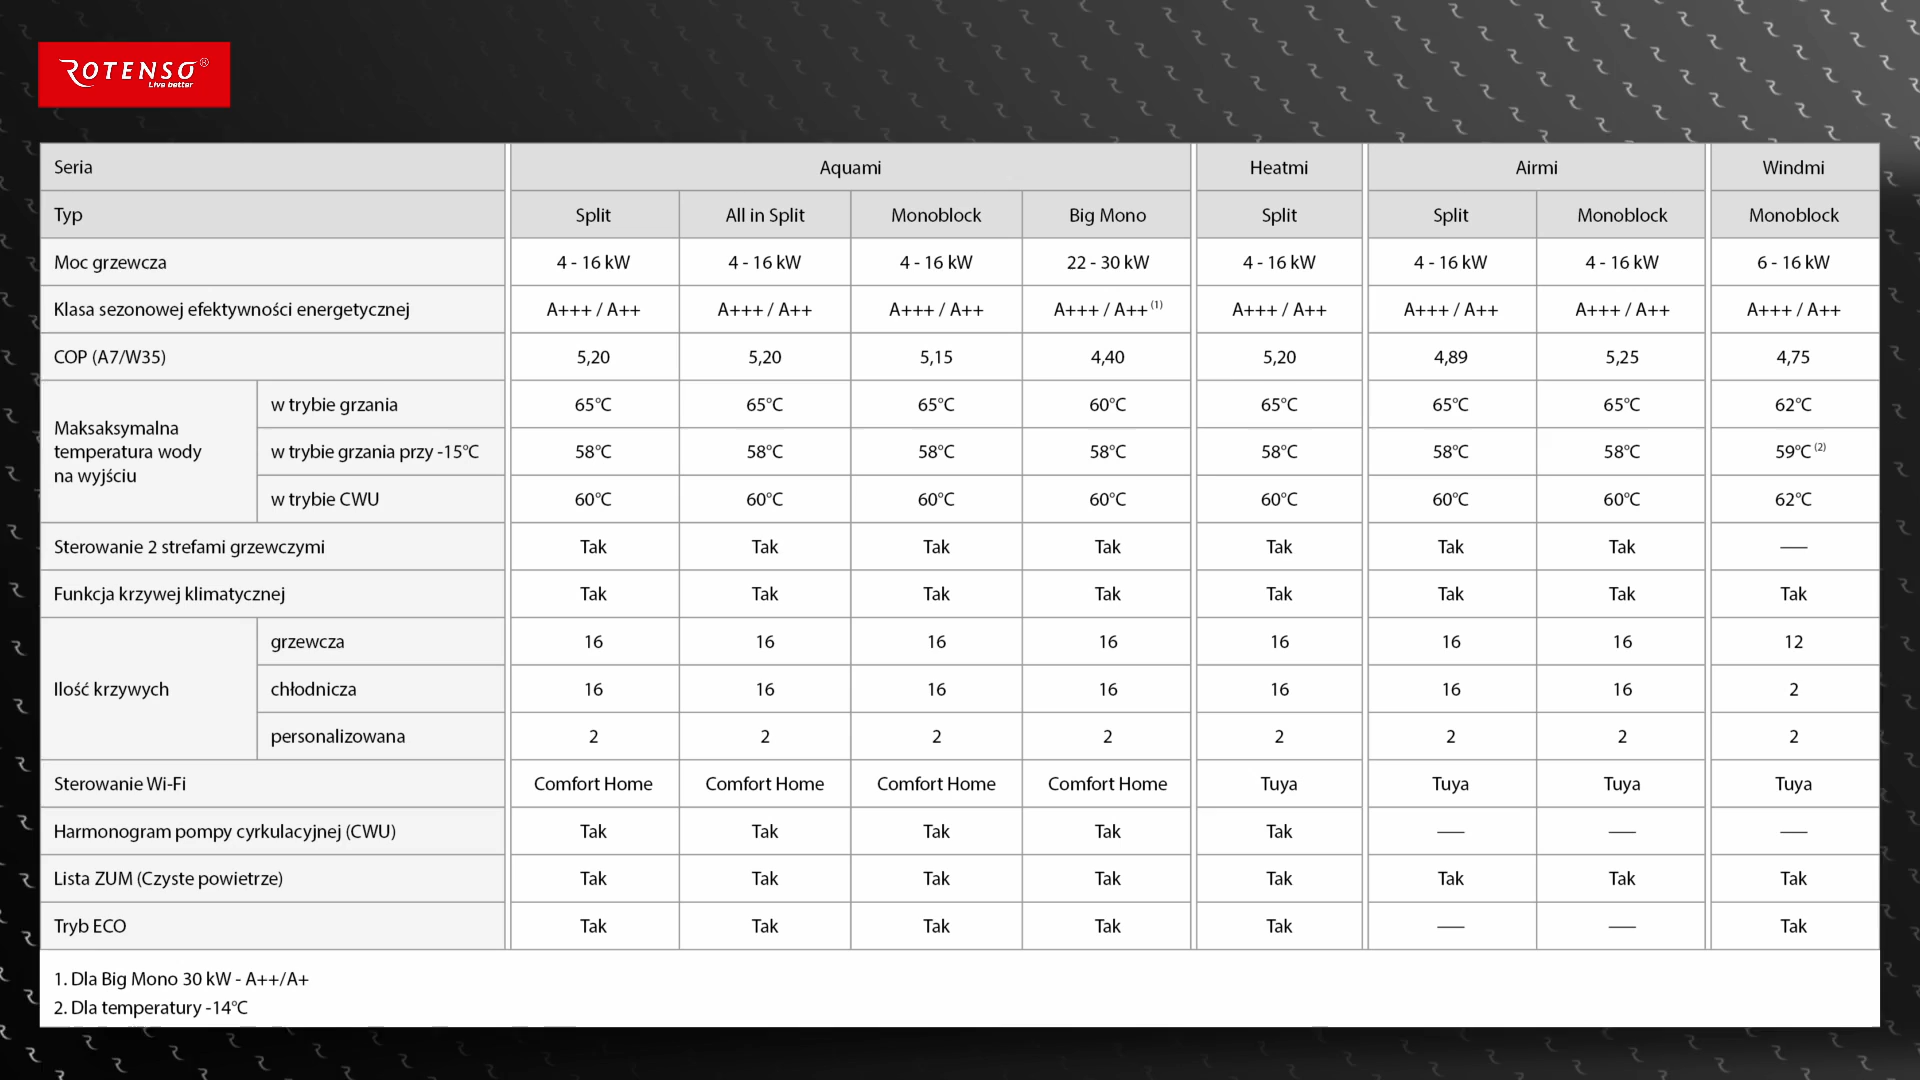 ROTENSO®
Live better
Seria Aquami Heatmi Airmi Windmi
Typ Split All in Split Monoblock Big Mono Split Split Monoblock Monoblock
Moc grzewcza 4 - 16 kW 4 - 16 kW 4 - 16 kW 22 - 30 kW 4 - 16 kW 4 - 16 kW 4 - 16 kW 6 - 16 kW
Klasa sezonowej efektywności energetycznej A+++ / A++ A+++ / A++ A+++ / A++ A+++ / A++ (1) A+++ / A++ A+++ / A++ A+++ / A++ A+++ / A++
COP (A7/W35) 5,20 5,20 5,15 4,40 5,20 4,89 5,25 4,75
Maksaksymalna
temperatura wody
na wyjściu
w trybie grzania 65°C 65°C 65°C 60°C 65°C 65°C 65°C 62°C
w trybie grzania przy -15°C 58°C 58°C 58°C 58°C 58°C 58°C 58°C 59°C (2)
w trybie CWU 60°C 60°C 60°C 60°C 60°C 60°C 60°C 62°C
Sterowanie 2 strefami grzewczymi Tak Tak Tak Tak Tak Tak Tak —
Funkcja krzywej klimatycznej Tak Tak Tak Tak Tak Tak Tak Tak
Ilość krzywych
grzewcza 16 16 16 16 16 16 16 12
chłodnicza 16 16 16 16 16 16 16 2
personalizowana 2 2 2 2 2 2 2 2
Sterowanie Wi-Fi Comfort Home Comfort Home Comfort Home Comfort Home Tuya Tuya Tuya Tuya
Harmonogram pompy cyrkulacyjnej (CWU) Tak Tak Tak Tak Tak — — —
Lista ZUM (Czyste powietrze) Tak Tak Tak Tak Tak Tak Tak Tak
Tryb ECO Tak Tak Tak Tak Tak — — Tak
1. Dla Big Mono 30 kW - A++/A+
2. Dla temperatury -14°C